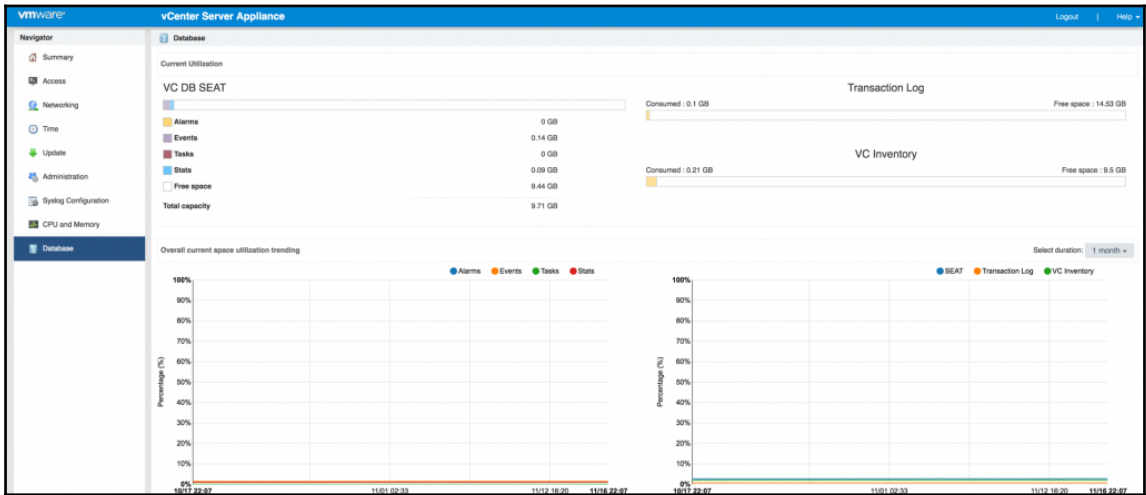 vmware® vCenter Server Appliance Logout | Help
Navigator
Summary
Access
Networking
Time
Update
Administration
Syslog Configuration
CPU and Memory
Database
Database
Current Utilization
VC DB SEAT
Alarms 0 GB
Events 0.14 GB
Tasks 0 GB
Stats 0.09 GB
Free space 9.44 GB
Total capacity 9.71 GB
Transaction Log
Consumed : 0.1 GB Free space : 14.53 GB
VC Inventory
Consumed : 0.21 GB Free space : 9.5 GB
Overall current space utilization trending Select duration: 1 month
Alarms Events Tasks Stats
100%
90%
80%
70%
60%
50%
40%
30%
20%
10%
0%
Percentage (%)
10/17 22:07 11/01 02:33 11/12 16:20 11/16 22:07
SEAT Transaction Log VC Inventory
100%
90%
80%
70%
60%
50%
40%
30%
20%
10%
0%
Percentage (%)
10/17 22:07 11/01 02:33 11/12 16:20 11/16 22:07